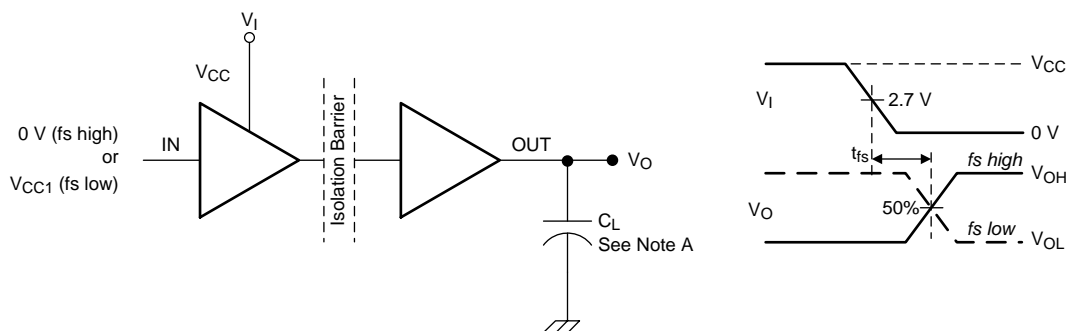 VI
VCC
0 V (fs high)
or
VCC1 (fs low)
IN
Isolation Barrier
OUT
VO
CL
See Note A
VI
VCC
2.7 V
0 V
tfs
fs high
VOH
VO
50%
fs low
VOL